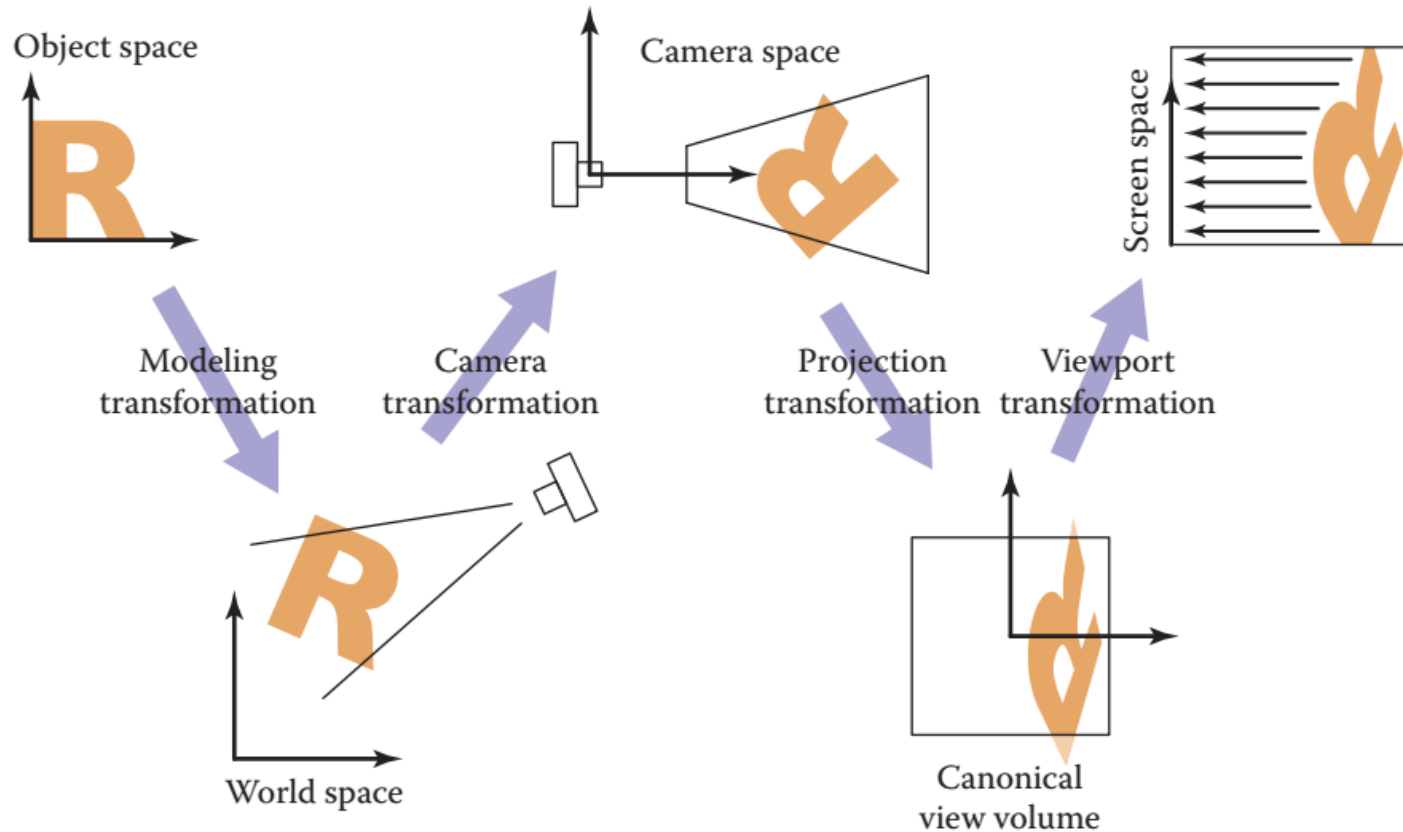 Object space
Camera space
Screen space
Modeling
transformation
Camera
transformation
Projection
transformation
Viewport
transformation
World space
Canonical
view volume